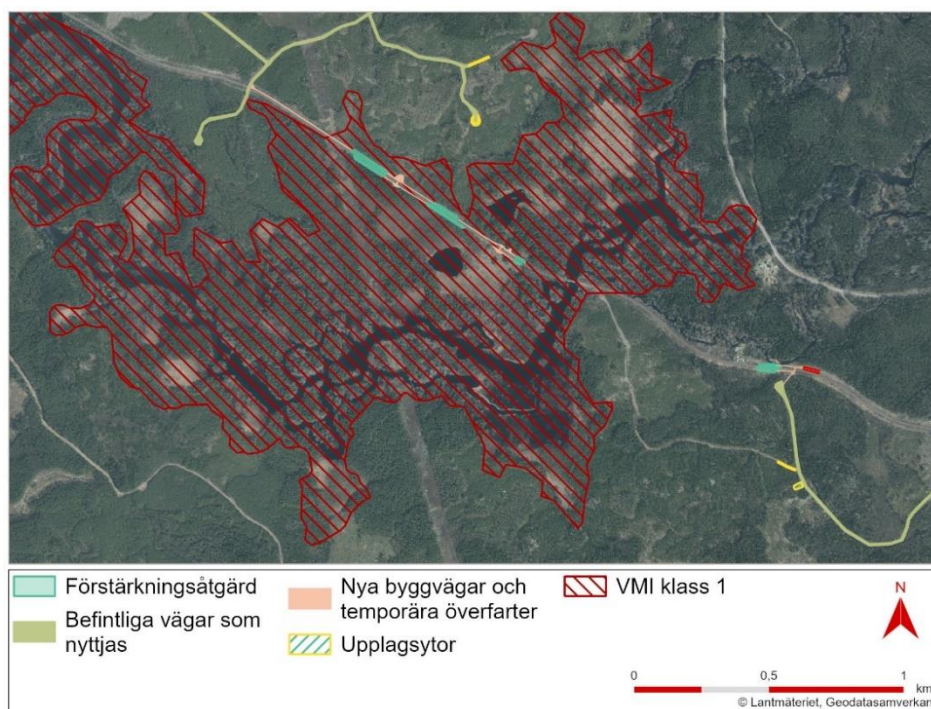 Förstärkningsåtgärd
Befintliga vägar som
nyttjas
Nya byggvägar och
temporära överfarter
Upplagsytor
VMI klass 1
N
0 0,5 1
km
© Lantmäteriet, Geodatasamverkan